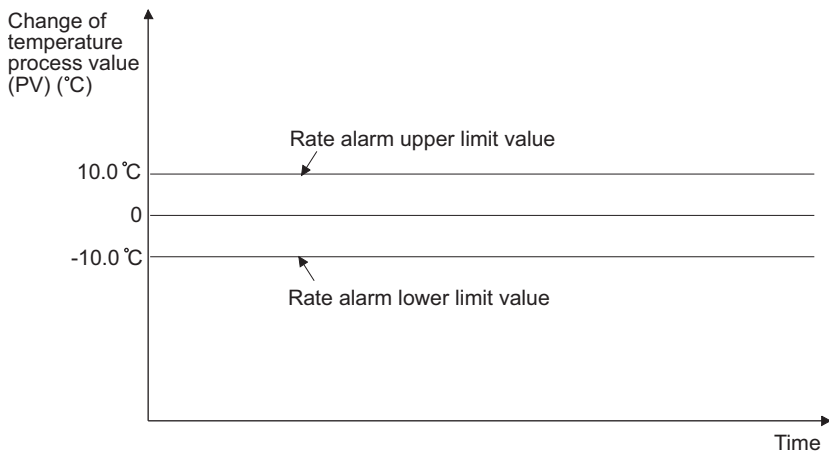 Change of
temperature
process value
(PV) (℃)
Rate alarm upper limit value
10.0 ℃
0
-10.0 ℃
Rate alarm lower limit value
Time